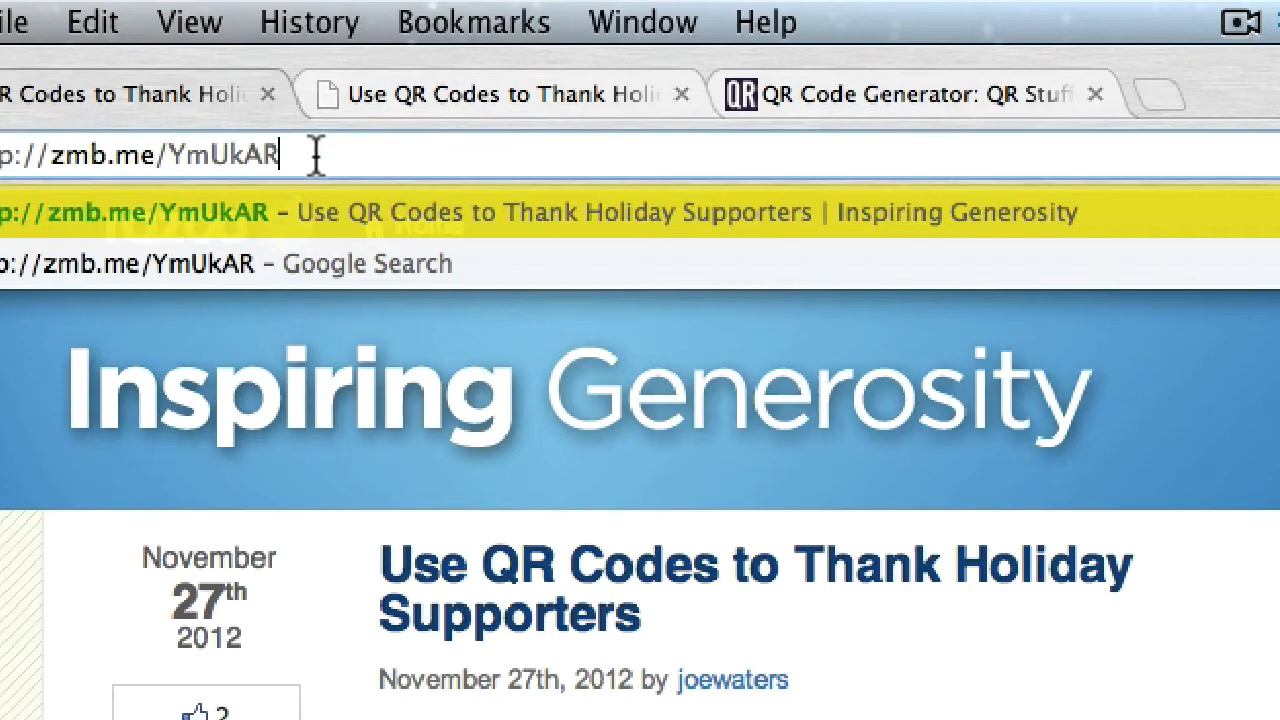 ile Edit View History Bookmarks Window Help
R Codes to Thank Holi Use QR Codes to Thank Holi QR QR Code Generator: QR Stuf
p://zmb.me/YmUkAR
p://zmb.me/YmUkAR – Use QR Codes to Thank Holiday Supporters | Inspiring Generosity
p://zmb.me/YmUkAR – Google Search
Inspiring Generosity
November
27th
2012
Use QR Codes to Thank Holiday
Supporters
November 27th, 2012 by joewaters
2